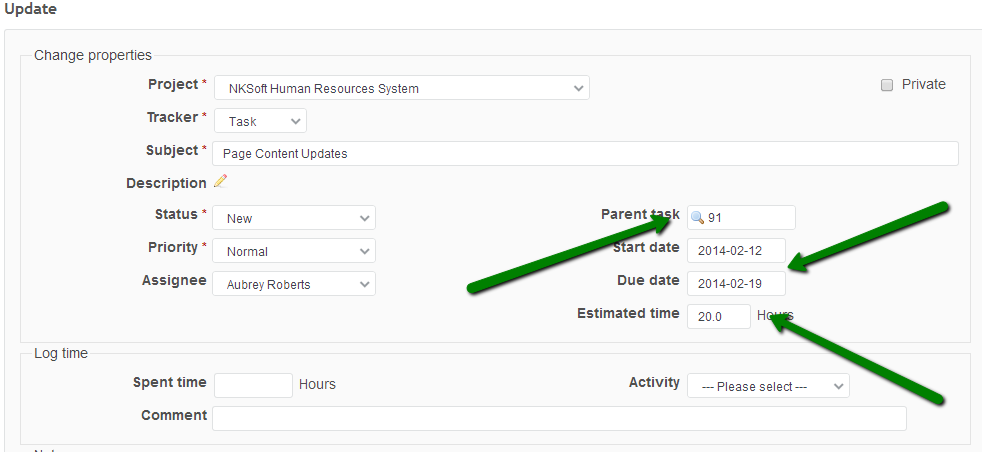 Update
Change properties
Project * NKSoft Human Resources System Private
Tracker * Task
Subject * Page Content Updates
Description
Status * New Parent task 91
Priority * Normal Start date 2014-02-12
Assignee Aubrey Roberts Due date 2014-02-19
Estimated time 20.0 Hours
Log time
Spent time Hours Activity --- Please select ---
Comment